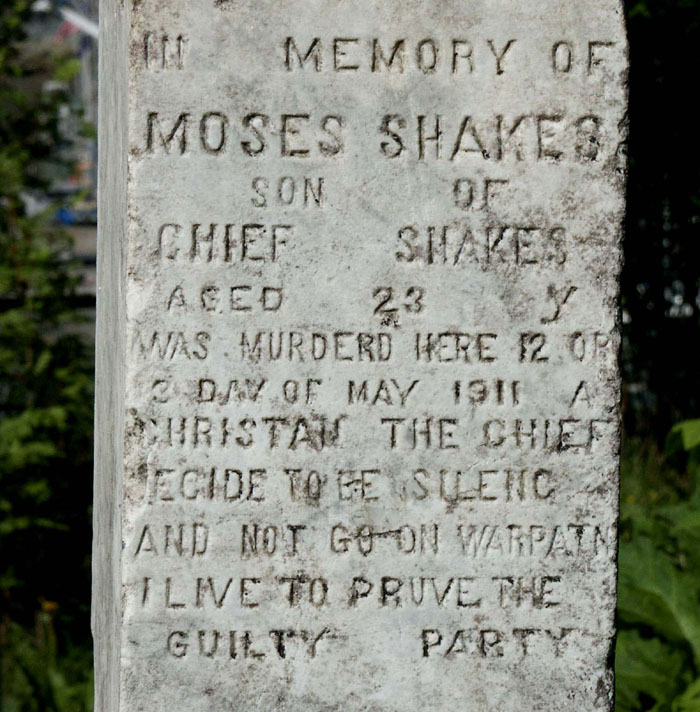 IN MEMORY OF
MOSES SHAKES
SON OF
CHIEF SHAKES
AGED 23 Y
WAS MURDERD HERE 12 OR
3 DAY OF MAY 1911 A
CHRISTAN THE CHIEF
ECIDE TO BE SILENC
AND NOT GO ON WARPATN
I LIVE TO PRUVE THE
GUILTY PARTY